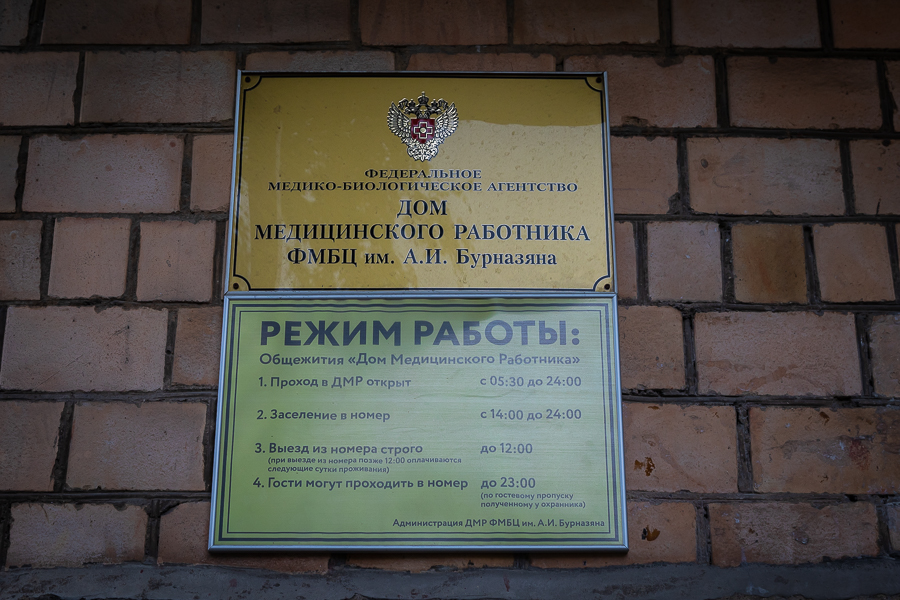 ФЕДЕРАЛЬНОЕ
МЕДИКО-БИОЛОГИЧЕСКОЕ АГЕНТСТВО
ДОМ
МЕДИЦИНСКОГО РАБОТНИКА
ФМБЦ им. А.И. Бурназяна
РЕЖИМ РАБОТЫ:
Общежития «Дом Медицинского Работника»
1. Проход в ДМР открыт с 05:30 до 24:00
2. Заселение в номер с 14:00 до 24:00
3. Выезд из номера строго до 12:00
(при выезде из номера позже 12:00 оплачиваются
следующие сутки проживания)
4. Гости могут проходить в номер до 23:00
(по гостевому пропуску
полученному у охранника)
Администрация ДМР ФМБЦ им. А.И. Бурназяна